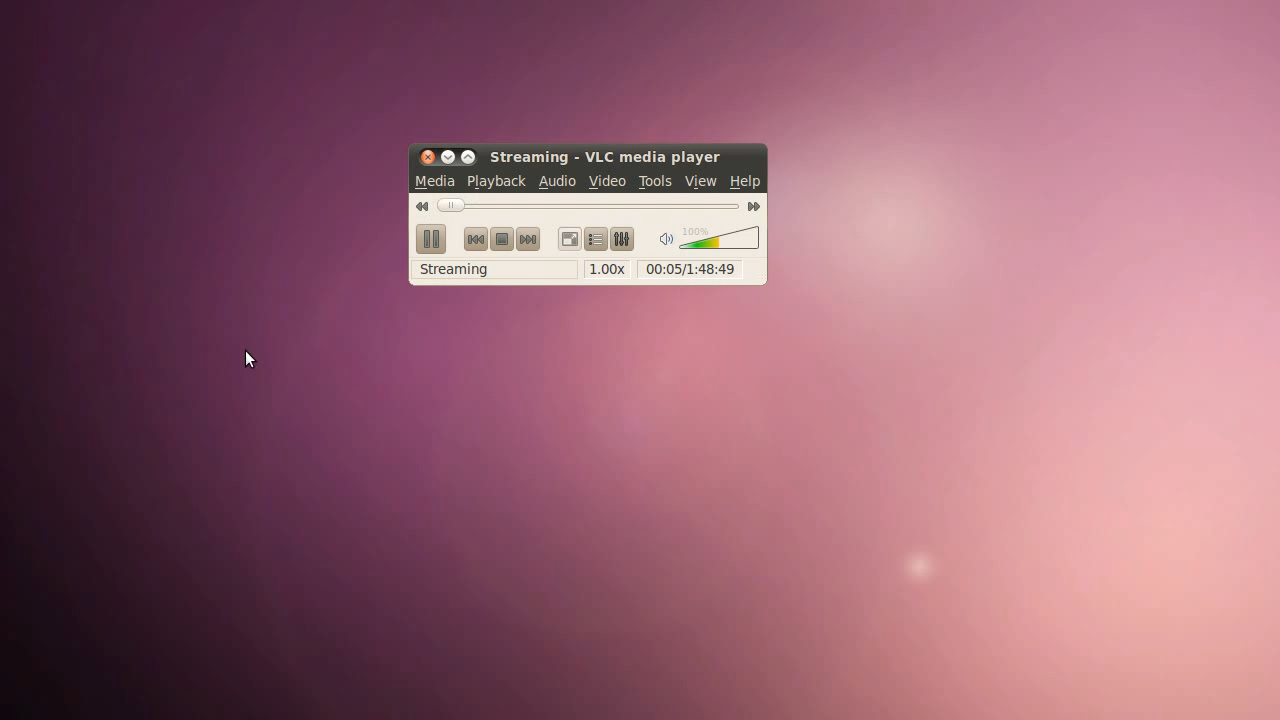 Streaming - VLC media player
Media Playback Audio Video Tools View Help
100%
Streaming 1.00x 00:05/1:48:49